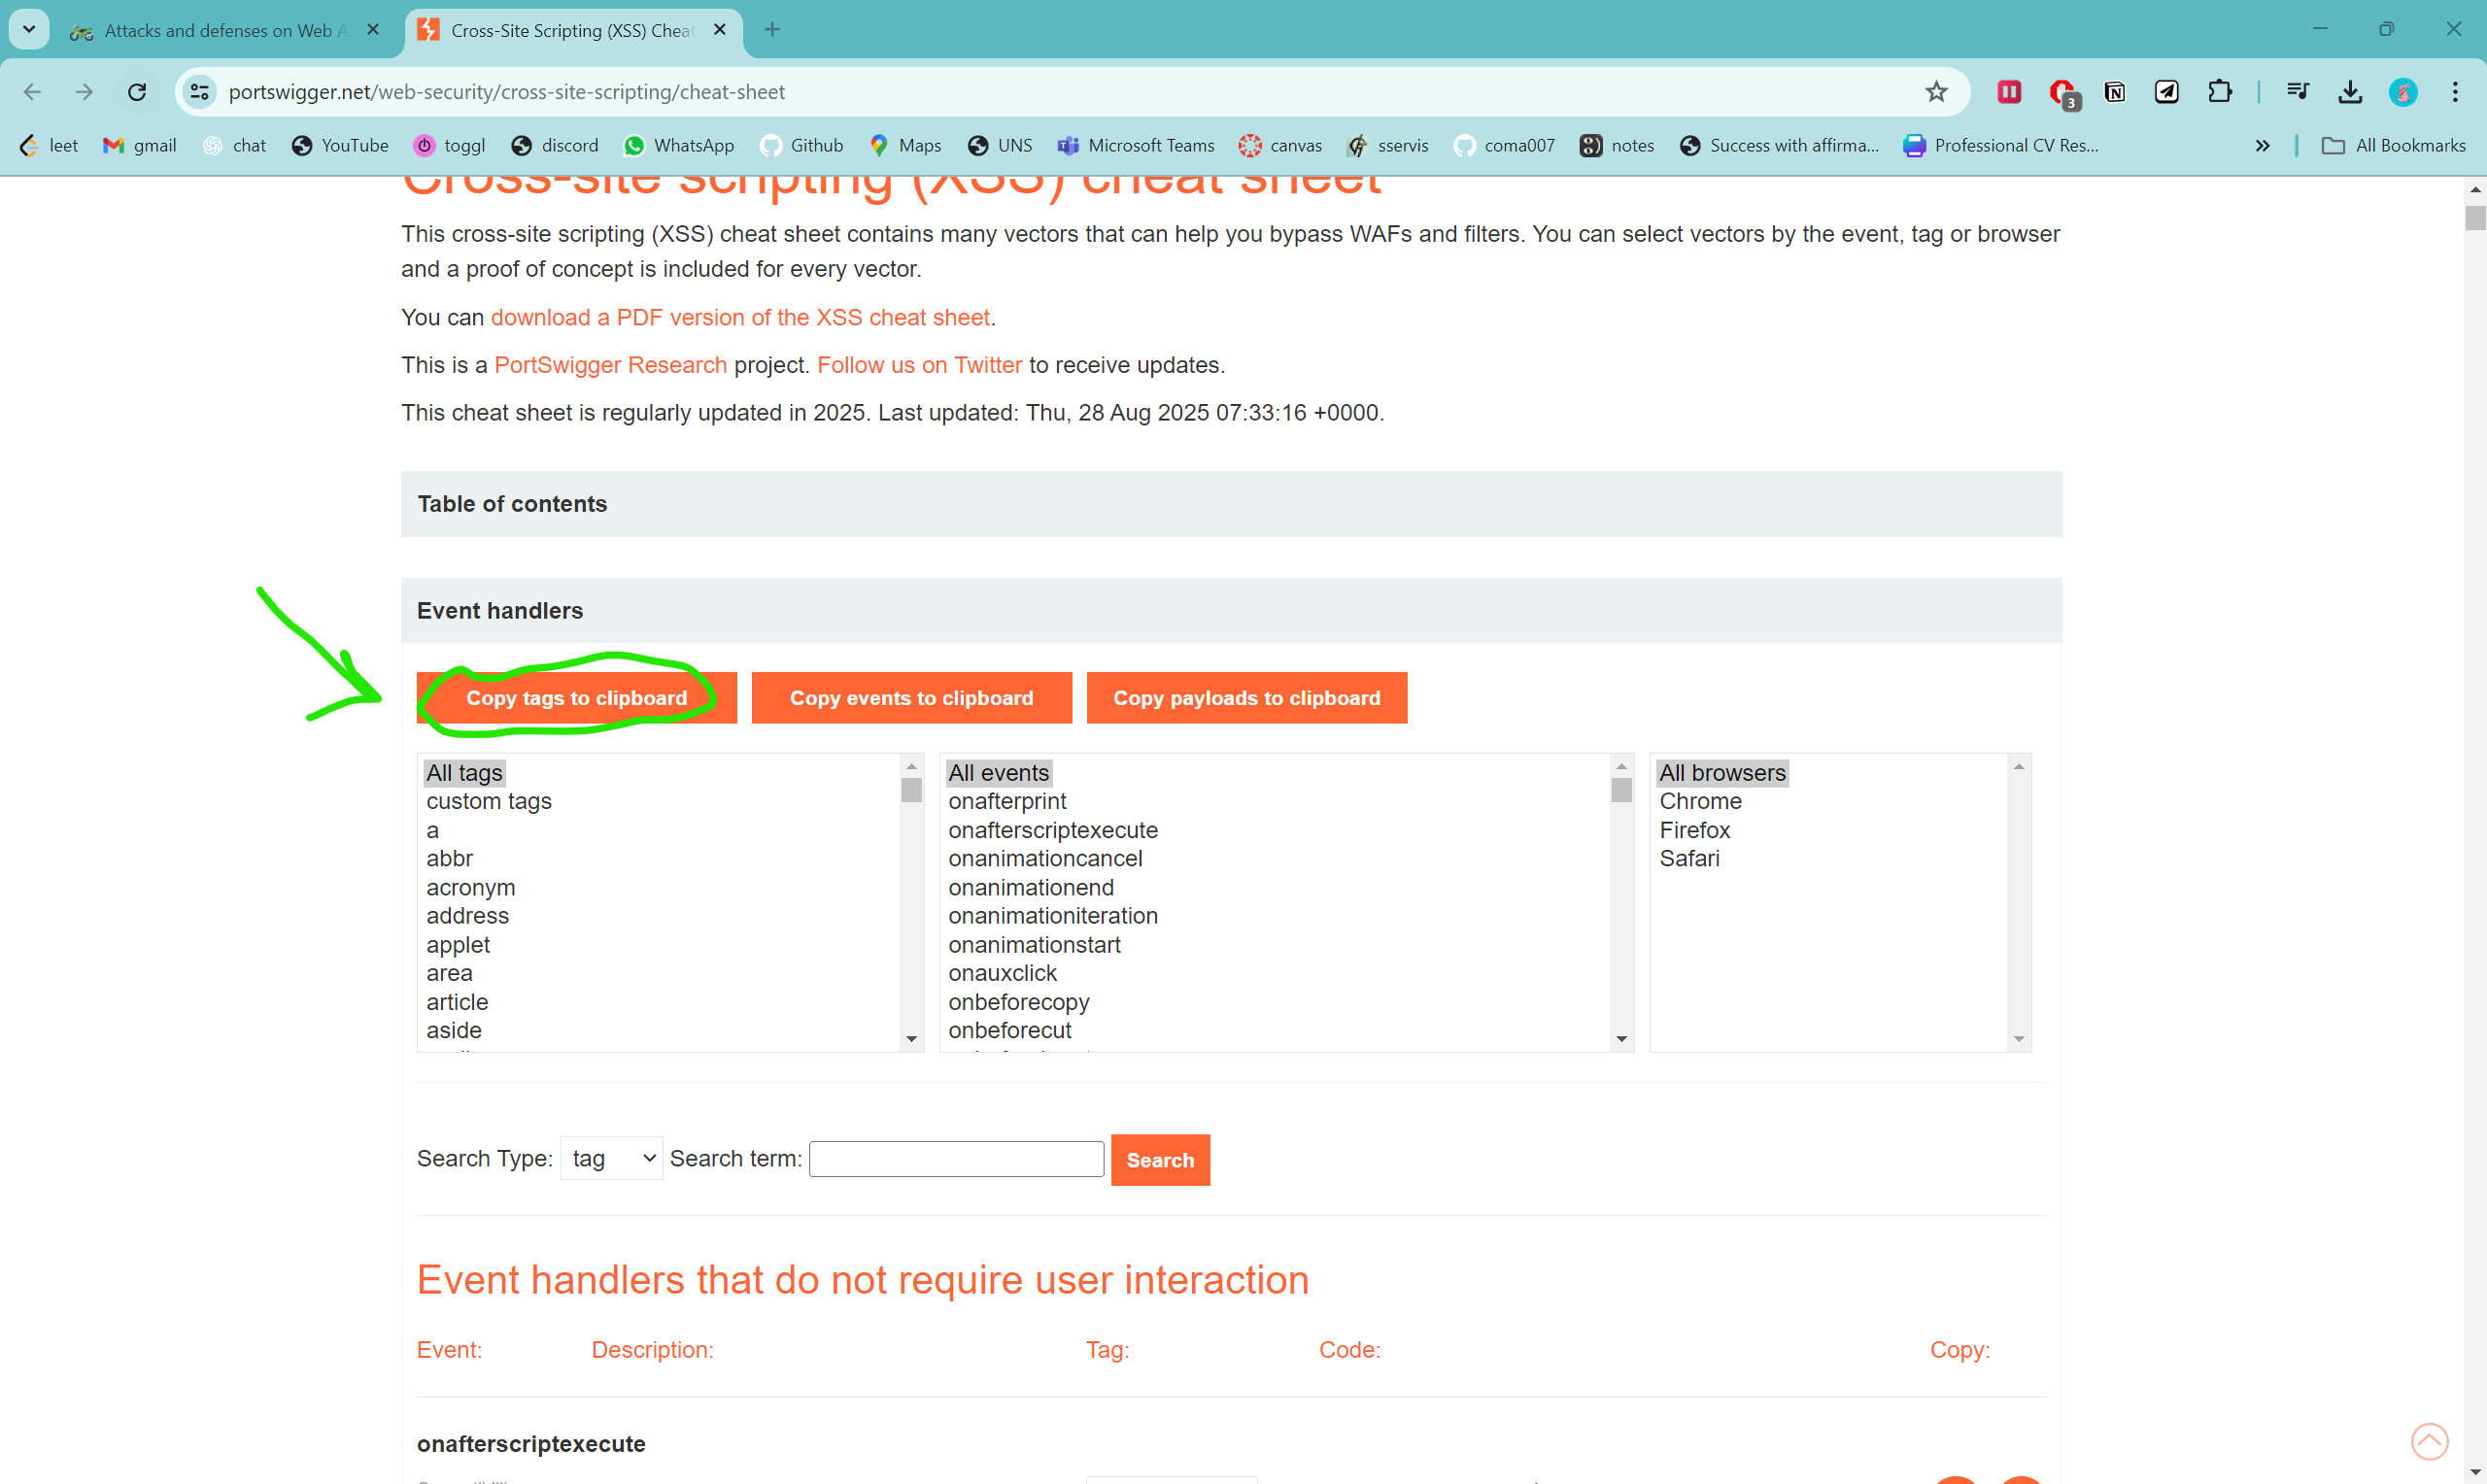 Attacks and defenses on Web A
Cross-Site Scripting (XSS) Cheat
portswigger.net/web-security/cross-site-scripting/cheat-sheet
3
leet gmail chat YouTube toggl discord WhatsApp Github Maps UNS Microsoft Teams canvas sservis coma007 notes Success with affirma... Professional CV Res... All Bookmarks
Cross-site scripting (XSS) cheat sheet
This cross-site scripting (XSS) cheat sheet contains many vectors that can help you bypass WAFs and filters. You can select vectors by the event, tag or browser
and a proof of concept is included for every vector.
You can download a PDF version of the XSS cheat sheet.
This is a PortSwigger Research project. Follow us on Twitter to receive updates.
This cheat sheet is regularly updated in 2025. Last updated: Thu, 28 Aug 2025 07:33:16 +0000.
Table of contents
Event handlers
Copy tags to clipboard Copy events to clipboard Copy payloads to clipboard
All tags
custom tags
a
abbr
acronym
address
applet
area
article
aside
All events
onafterprint
onafterscriptexecute
onanimationcancel
onanimationend
onanimationiteration
onanimationstart
onauxclick
onbeforecopy
onbeforecut
All browsers
Chrome
Firefox
Safari
Search Type: tag Search term: Search
Event handlers that do not require user interaction
Event: Description: Tag: Code: Copy:
onafterscriptexecute